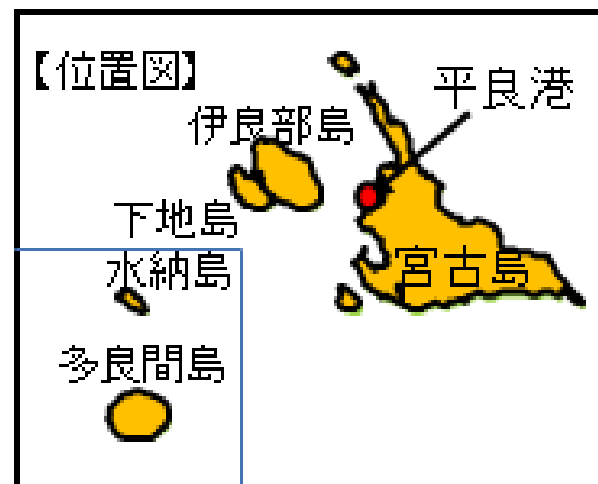 【位置図】
平良港
伊良部島
下地島
宮古島
水納島
多良間島